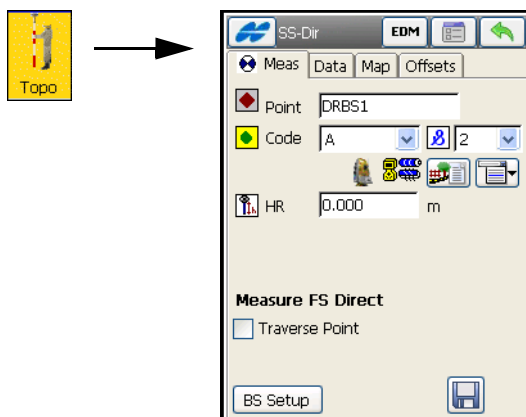 Topo
SS-Dir EDM
Meas Data Map Offsets
Point DRBS1
Code A 2
HR 0.000 m
Measure FS Direct
Traverse Point
BS Setup